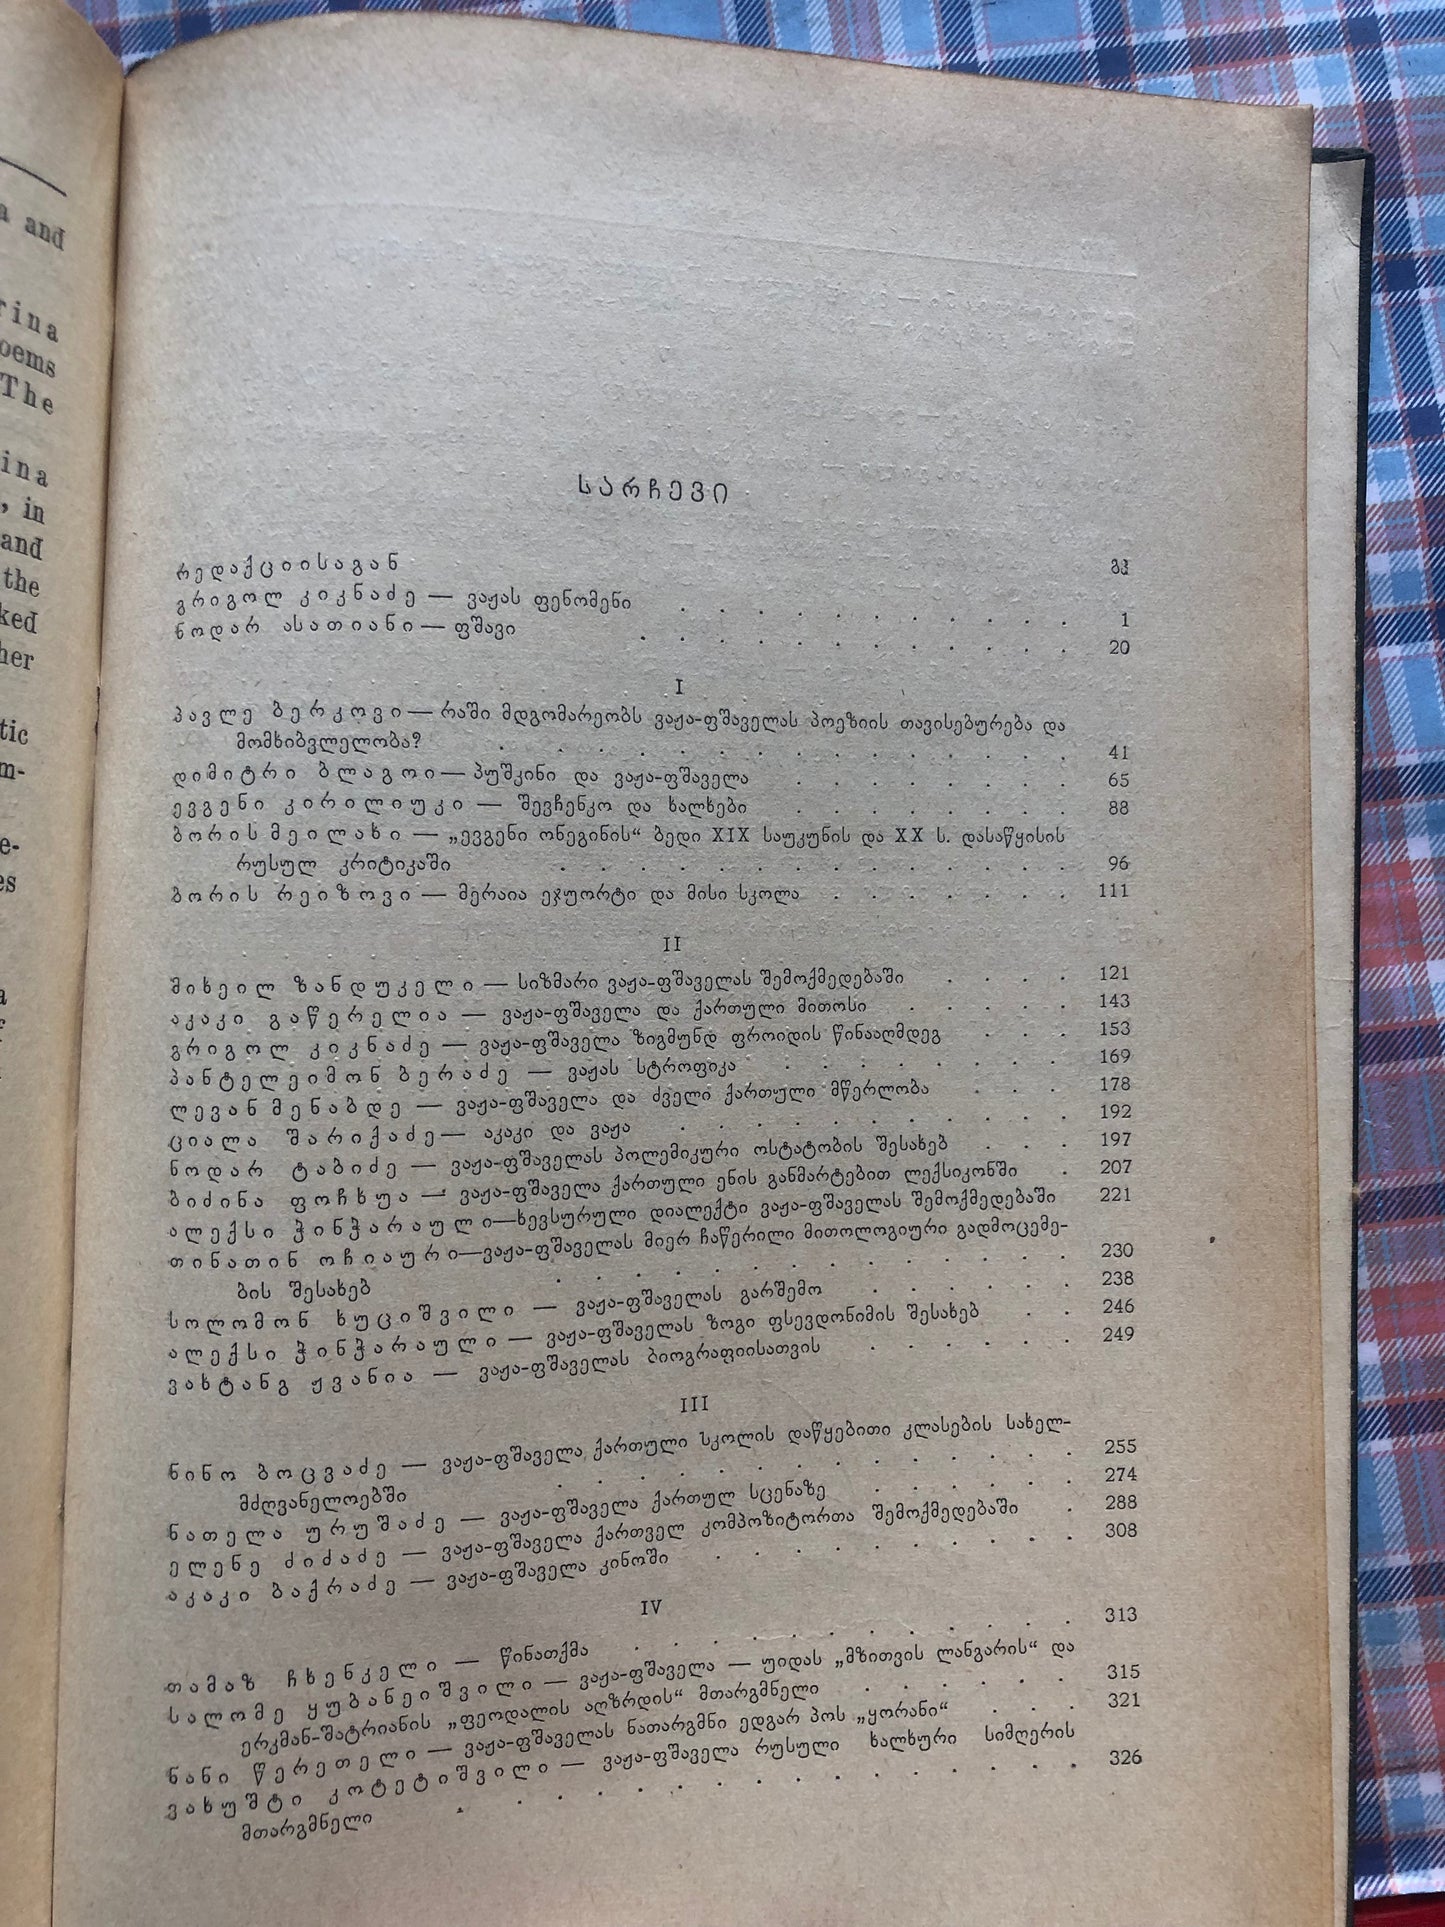 a and
rina
oems
The
ina
, in
and
the
ked
her
tic
m-
e-
es
a
სარჩევი
რედაქციისაგან გვ
გრიგოლ კიკნაძე — ვაჟას ფენომენი . . . . . . . . . . 1
ნოდარ ასათიანი — ფშავი . . . . . . . . . . . 20
I
პავლე ბერკოვი — რაში მდგომარეობს ვაჟა-ფშაველას პოეზიის თავისებურება და
მომხიბვლელობა? . . . . . . . . . . . . . . 41
დიმიტრი ბლაგოი — პუშკინი და ვაჟა-ფშაველა . . . . . . . . 65
ევგენი კირილიუკი — შევჩენკო და ხალხები . . . . . . . . 88
ბორის მეილახი — „ევგენი ონეგინის“ ბედი XIX საუკუნის და XX ს. დასაწყისის
რუსულ კრიტიკაში . . . . . . . . . . . . . 96
ბორის რეიზოვი — მერაია ეჯუორტი და მისი სკოლა . . . . . . . 111
II
მიხეილ ზანდუკელი — სიზმარი ვაჟა-ფშაველას შემოქმედებაში . . . . 121
აკაკი გაწერელია — ვაჟა-ფშაველა და ქართული მითოსი . . . . . 143
გრიგოლ კიკნაძე — ვაჟა-ფშაველა ზიგმუნდ ფროიდის წინააღმდეგ . . . 153
პანტელეიმონ ბერაძე — ვაჟას სტროფიკა . . . . . . . . 169
ლევან მენაბდე — ვაჟა-ფშაველა და ძველი ქართული მწერლობა . . . 178
ციალა შარიქაძე — აკაკი და ვაჟა . . . . . . . . . . 192
ნოდარ ტაბიძე — ვაჟა-ფშაველას პოლემიკური ოსტატობის შესახებ . . . 197
ბიძინა ფოჩხუა — ვაჟა-ფშაველა ქართული ენის განმარტებით ლექსიკონში . 207
ალექსი ჭინჭარაული — ხევსურული დიალექტი ვაჟა-ფშაველას შემოქმედებაში 221
თინათინ ოჩიაური — ვაჟა-ფშაველას მიერ ჩაწერილი მითოლოგიური გადმოცემე-
ბის შესახებ . . . . . . . . . . . . . 230
სოლომონ ხუციშვილი — ვაჟა-ფშაველას გარშემო . . . . . . 238
ალექსი ჭინჭარაული — ვაჟა-ფშაველას ზოგი ფსევდონიმის შესახებ . . 246
ვახტანგ ჟვანია — ვაჟა-ფშაველას ბიოგრაფიისათვის . . . . . . 249
III
ნინო ბოცვაძე — ვაჟა-ფშაველა ქართული სკოლის დაწყებითი კლასების სახელ-
მძღვანელოებში . . . . . . . . . . . . . 255
ნათელა ურუშაძე — ვაჟა-ფშაველა ქართულ სცენაზე . . . . . . 274
ელენე ძიძაძე — ვაჟა-ფშაველა ქართველ კომპოზიტორთა შემოქმედებაში . 288
აკაკი ბაქრაძე — ვაჟა-ფშაველა კინოში . . . . . . . . . 308
IV
თამაზ ჩხენკელი — წინათქმა . . . . . . . . . . . 313
სალომე ყუბანეიშვილი — ვაჟა-ფშაველა — უიდას „მზითვის ლანგარის“ და
ერკმან-შატრიანის „ფეოდალის აღზრდის“ მთარგმნელი . . . . . . 315
ნანი წერეთელი — ვაჟა-ფშაველას ნათარგმნი ედგარ პოს „ყორანი“ . . . 321
ვახუშტი კოტეტიშვილი — ვაჟა-ფშაველა რუსული ხალხური სიმღერის
მთარგმნელი . . . . . . . . . . . . . . . 326